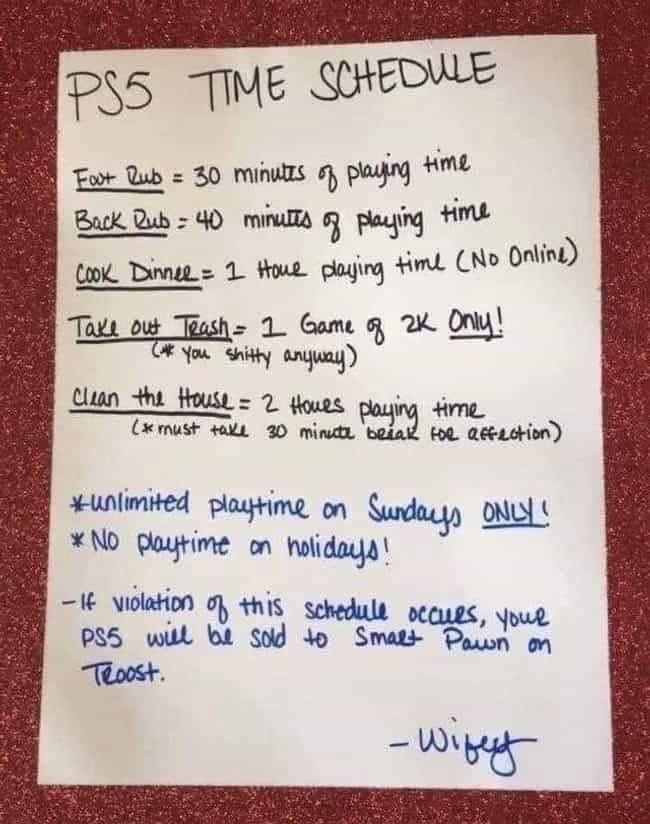 PS5 TIME SCHEDULE
Foot Rub = 30 minutes of playing time
Back Rub = 40 minutes of playing time
Cook Dinner = 1 Hour playing time (No Online)
Take out Trash = 1 Game of 2K Only!
(* you shitty anyway)
Clean the House = 2 Hours playing time
(* must take 30 minute break for affection)
*unlimited playtime on Sundays ONLY!
* No playtime on holidays!
- If violation of this schedule occurs, your
PS5 will be sold to Smart Pawn on
Troost.
- Wifey